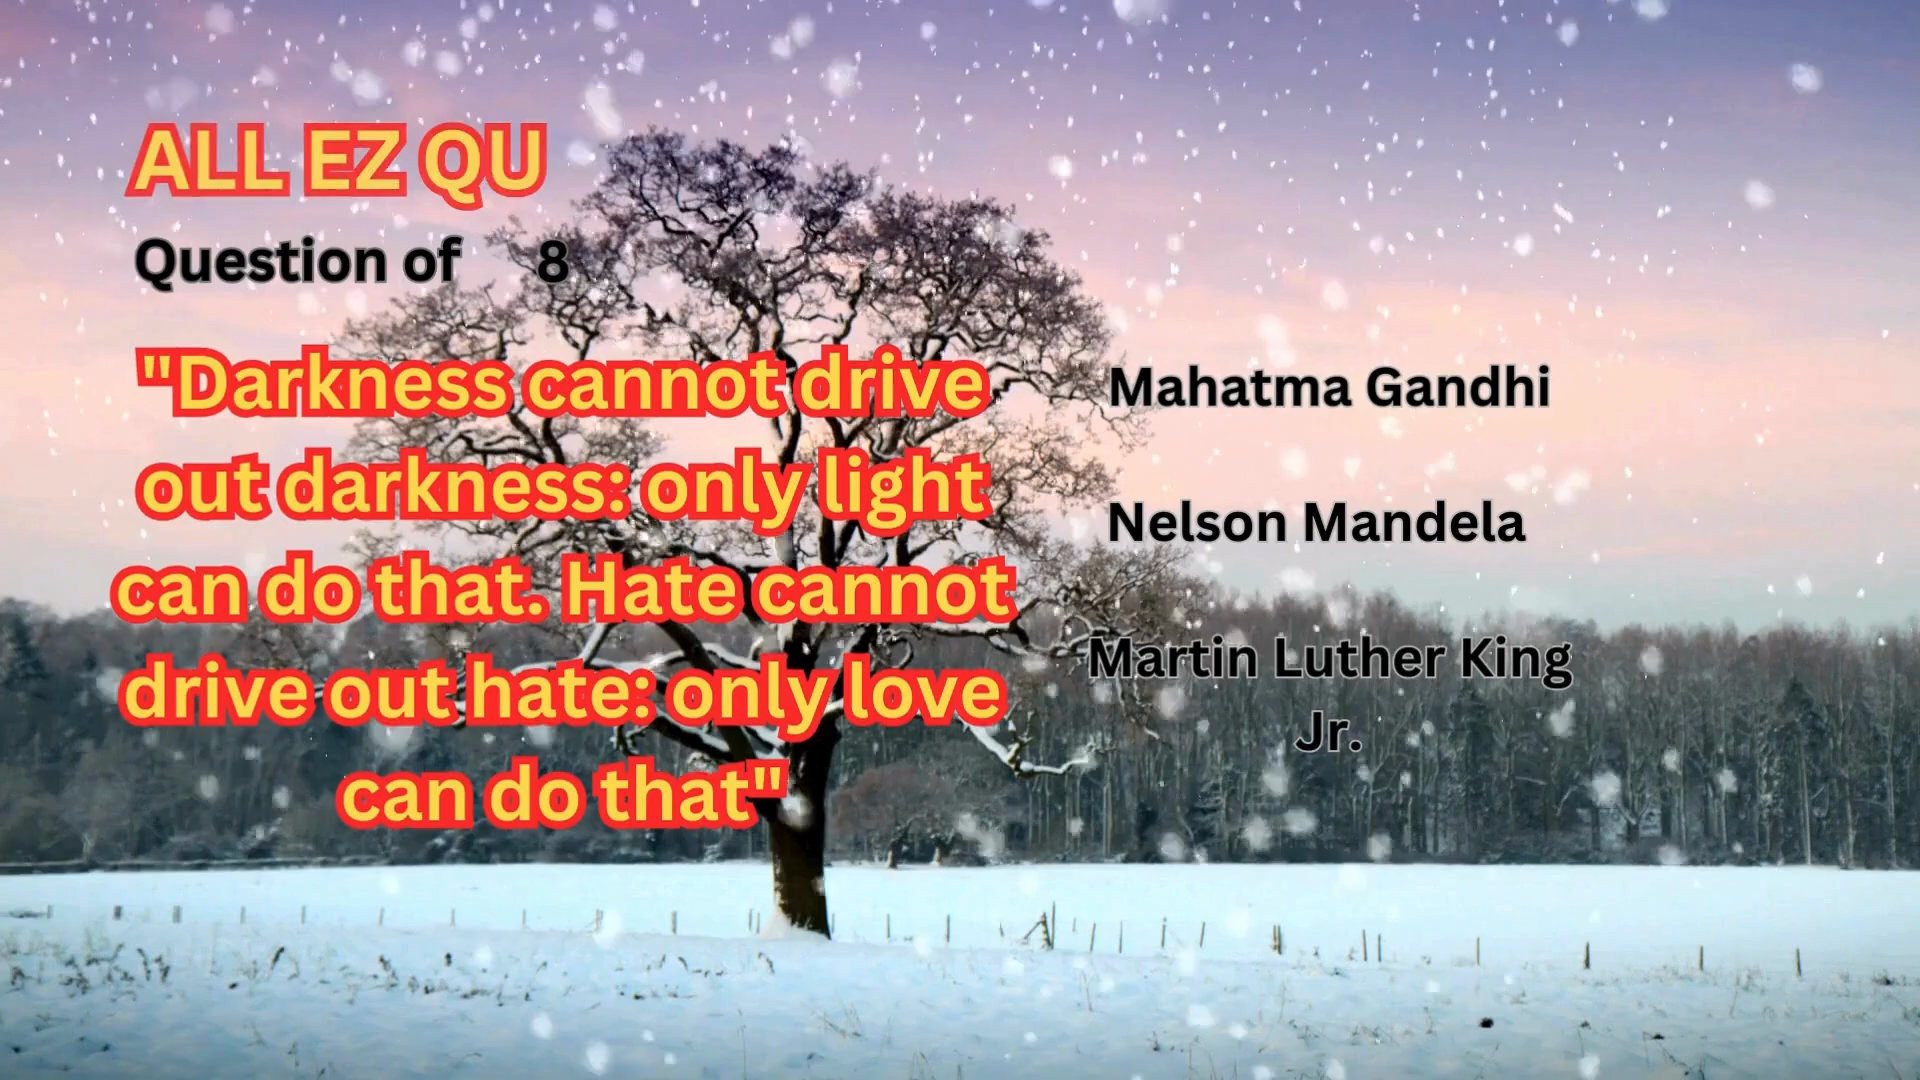 ALL EZ QU
Question of 8
"Darkness cannot drive
out darkness: only light
can do that. Hate cannot
drive out hate: only love
can do that"
Mahatma Gandhi
Nelson Mandela
Martin Luther King
Jr.